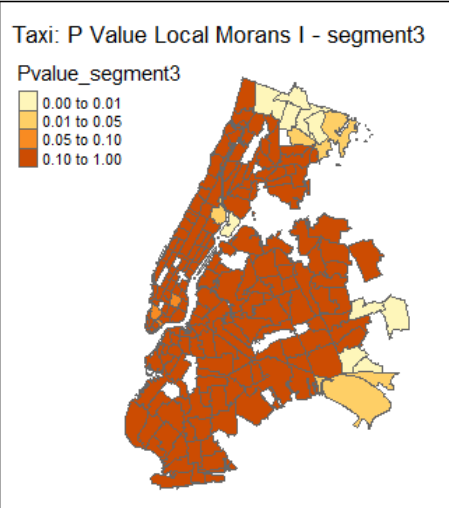 Taxi: P Value Local Morans I - segment3
Pvalue_segment3
0.00 to 0.01
0.01 to 0.05
0.05 to 0.10
0.10 to 1.00